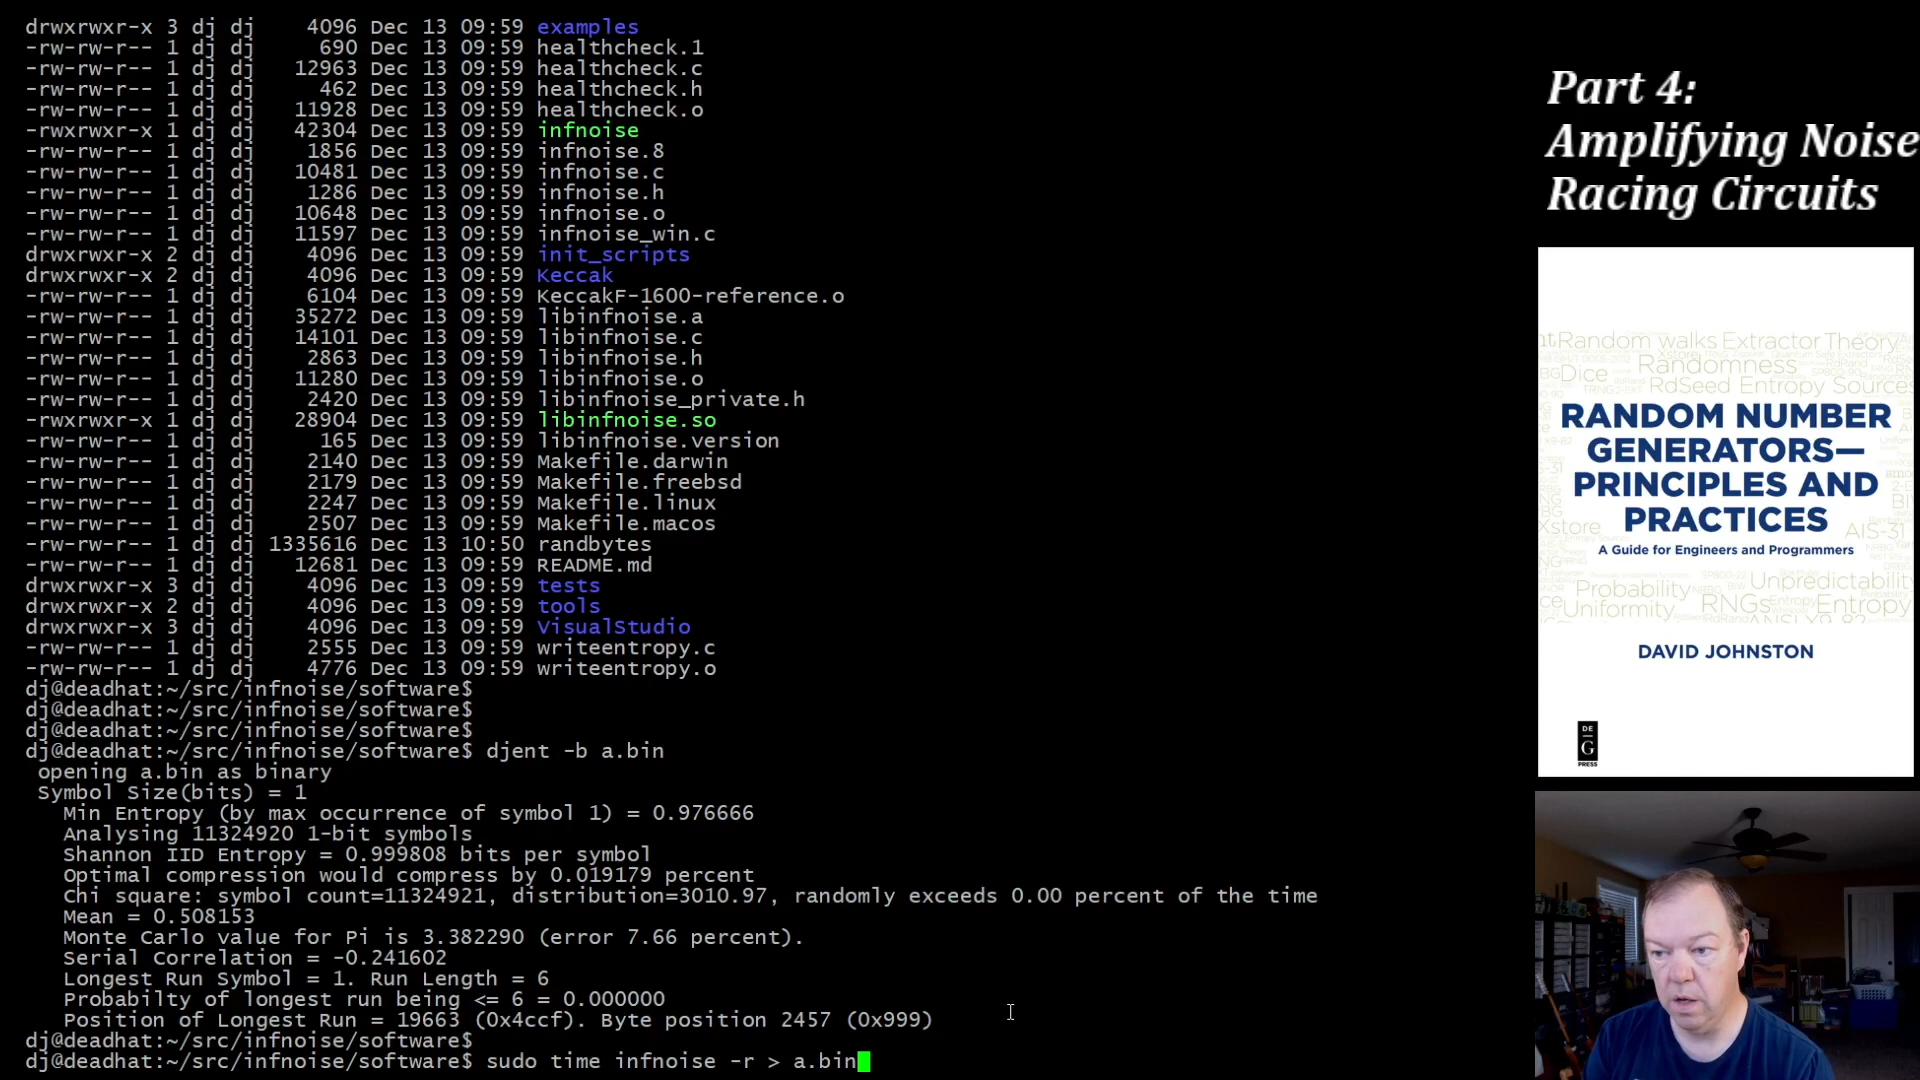 drwxrwxr-x 3 dj dj    4096 Dec 13 09:59 examples
-rw-rw-r-- 1 dj dj     690 Dec 13 09:59 healthcheck.1
-rw-rw-r-- 1 dj dj   12963 Dec 13 09:59 healthcheck.c
-rw-rw-r-- 1 dj dj     462 Dec 13 09:59 healthcheck.h
-rw-rw-r-- 1 dj dj   11928 Dec 13 09:59 healthcheck.o
-rwxrwxr-x 1 dj dj   42304 Dec 13 09:59 infnoise
-rw-rw-r-- 1 dj dj    1856 Dec 13 09:59 infnoise.8
-rw-rw-r-- 1 dj dj   10481 Dec 13 09:59 infnoise.c
-rw-rw-r-- 1 dj dj    1286 Dec 13 09:59 infnoise.h
-rw-rw-r-- 1 dj dj   10648 Dec 13 09:59 infnoise.o
-rw-rw-r-- 1 dj dj   11597 Dec 13 09:59 infnoise_win.c
drwxrwxr-x 2 dj dj    4096 Dec 13 09:59 init_scripts
drwxrwxr-x 2 dj dj    4096 Dec 13 09:59 Keccak
-rw-rw-r-- 1 dj dj    6104 Dec 13 09:59 KeccakF-1600-reference.o
-rw-rw-r-- 1 dj dj   35272 Dec 13 09:59 libinfnoise.a
-rw-rw-r-- 1 dj dj   14101 Dec 13 09:59 libinfnoise.c
-rw-rw-r-- 1 dj dj    2863 Dec 13 09:59 libinfnoise.h
-rw-rw-r-- 1 dj dj   11280 Dec 13 09:59 libinfnoise.o
-rw-rw-r-- 1 dj dj    2420 Dec 13 09:59 libinfnoise_private.h
-rwxrwxr-x 1 dj dj   28904 Dec 13 09:59 libinfnoise.so
-rw-rw-r-- 1 dj dj     165 Dec 13 09:59 libinfnoise.version
-rw-rw-r-- 1 dj dj    2140 Dec 13 09:59 Makefile.darwin
-rw-rw-r-- 1 dj dj    2179 Dec 13 09:59 Makefile.freebsd
-rw-rw-r-- 1 dj dj    2247 Dec 13 09:59 Makefile.linux
-rw-rw-r-- 1 dj dj    2507 Dec 13 09:59 Makefile.macos
-rw-rw-r-- 1 dj dj 1335616 Dec 13 10:50 randbytes
-rw-rw-r-- 1 dj dj   12681 Dec 13 09:59 README.md
drwxrwxr-x 3 dj dj    4096 Dec 13 09:59 tests
drwxrwxr-x 2 dj dj    4096 Dec 13 09:59 tools
drwxrwxr-x 3 dj dj    4096 Dec 13 09:59 VisualStudio
-rw-rw-r-- 1 dj dj    2555 Dec 13 09:59 writeentropy.c
-rw-rw-r-- 1 dj dj    4776 Dec 13 09:59 writeentropy.o
dj@deadhat:~/src/infnoise/software$
dj@deadhat:~/src/infnoise/software$
dj@deadhat:~/src/infnoise/software$
dj@deadhat:~/src/infnoise/software$ djent -b a.bin
opening a.bin as binary
Symbol Size(bits) = 1
Min Entropy (by max occurrence of symbol 1) = 0.976666
Analysing 11324920 1-bit symbols
Shannon IID Entropy = 0.999808 bits per symbol
Optimal compression would compress by 0.019179 percent
Chi square: symbol count=11324921, distribution=3010.97, randomly exceeds 0.00 percent of the time
Mean = 0.508153
Monte Carlo value for Pi is 3.382290 (error 7.66 percent).
Serial Correlation = -0.241602
Longest Run Symbol = 1. Run Length = 6
Probabilty of longest run being <= 6 = 0.000000
Position of Longest Run = 19663 (0x4ccf). Byte position 2457 (0x999)
dj@deadhat:~/src/infnoise/software$
dj@deadhat:~/src/infnoise/software$ sudo time infnoise -r > a.bin
Part 4:
Amplifying Noise
Racing Circuits
Random walks Extractor Theory
Dice Randomness
RdSeed Entropy Sources
RANDOM NUMBER
GENERATORS—
PRINCIPLES AND
PRACTICES
Xstore AIS-31
A Guide for Engineers and Programmers
Probability Unpredictability
Uniformity RNGs Entropy
DAVID JOHNSTON
DE
G
PRESS